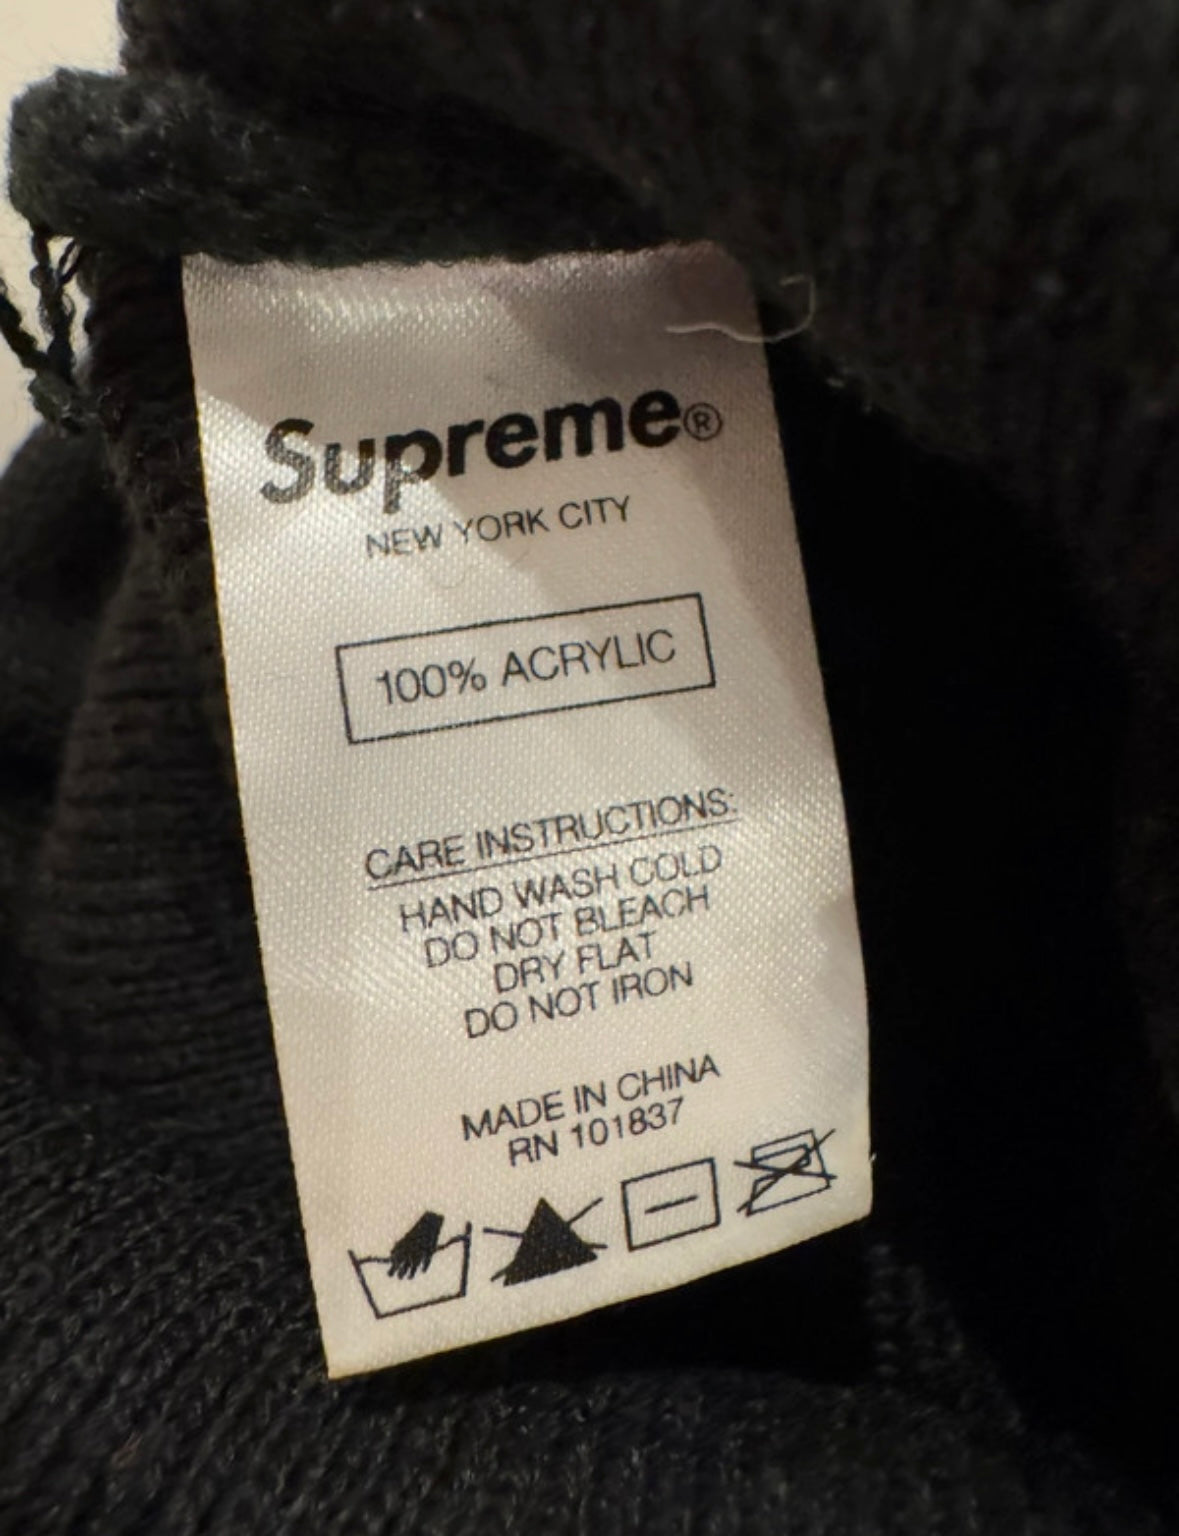 Supreme®
NEW YORK CITY
100% ACRYLIC
CARE INSTRUCTIONS:
HAND WASH COLD
DO NOT BLEACH
DRY FLAT
DO NOT IRON
MADE IN CHINA
RN 101837